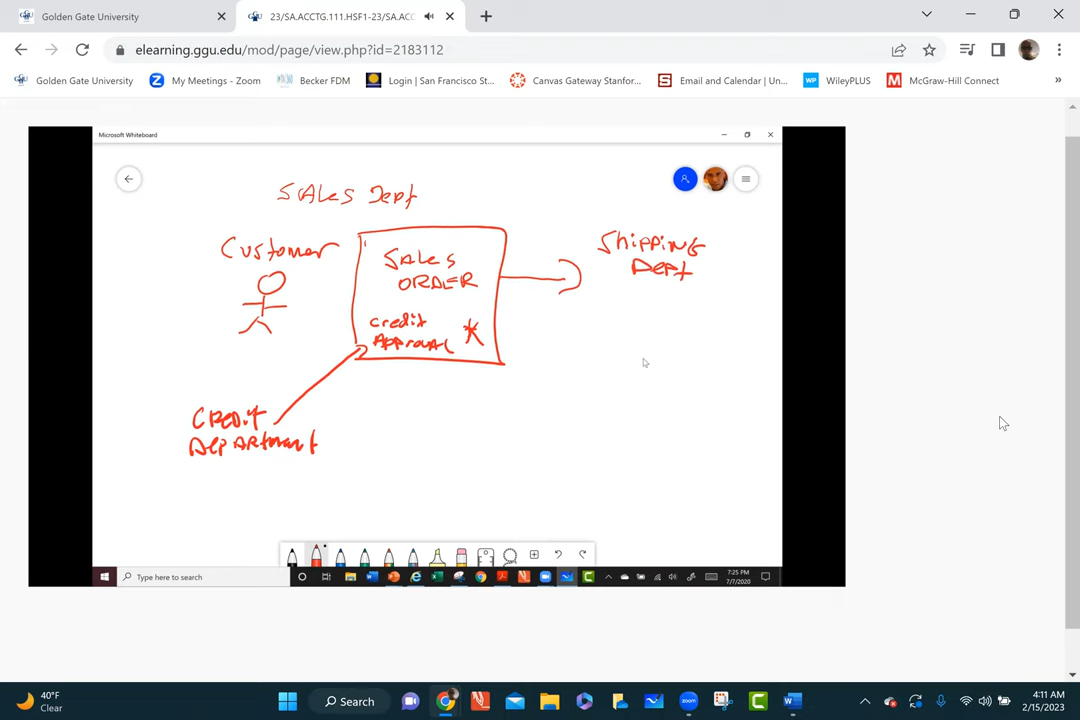 Golden Gate University
23/SA.ACCTG.111.HSF1-23/SA.ACC
elearning.ggu.edu/mod/page/view.php?id=2183112
Golden Gate University
My Meetings - Zoom
Becker FDM
Login | San Francisco St...
Canvas Gateway Stanfor...
Email and Calendar | Un...
WileyPLUS
McGraw-Hill Connect
»
Microsoft Whiteboard
SALes Dept
Customer
SALes
ORDER
credit
APProvAL *
Shipping
Dept
CREDit
DepARtment
Type here to search
7:25 PM
7/7/2020
40°F
Clear
Search
zoom
4:11 AM
2/15/2023